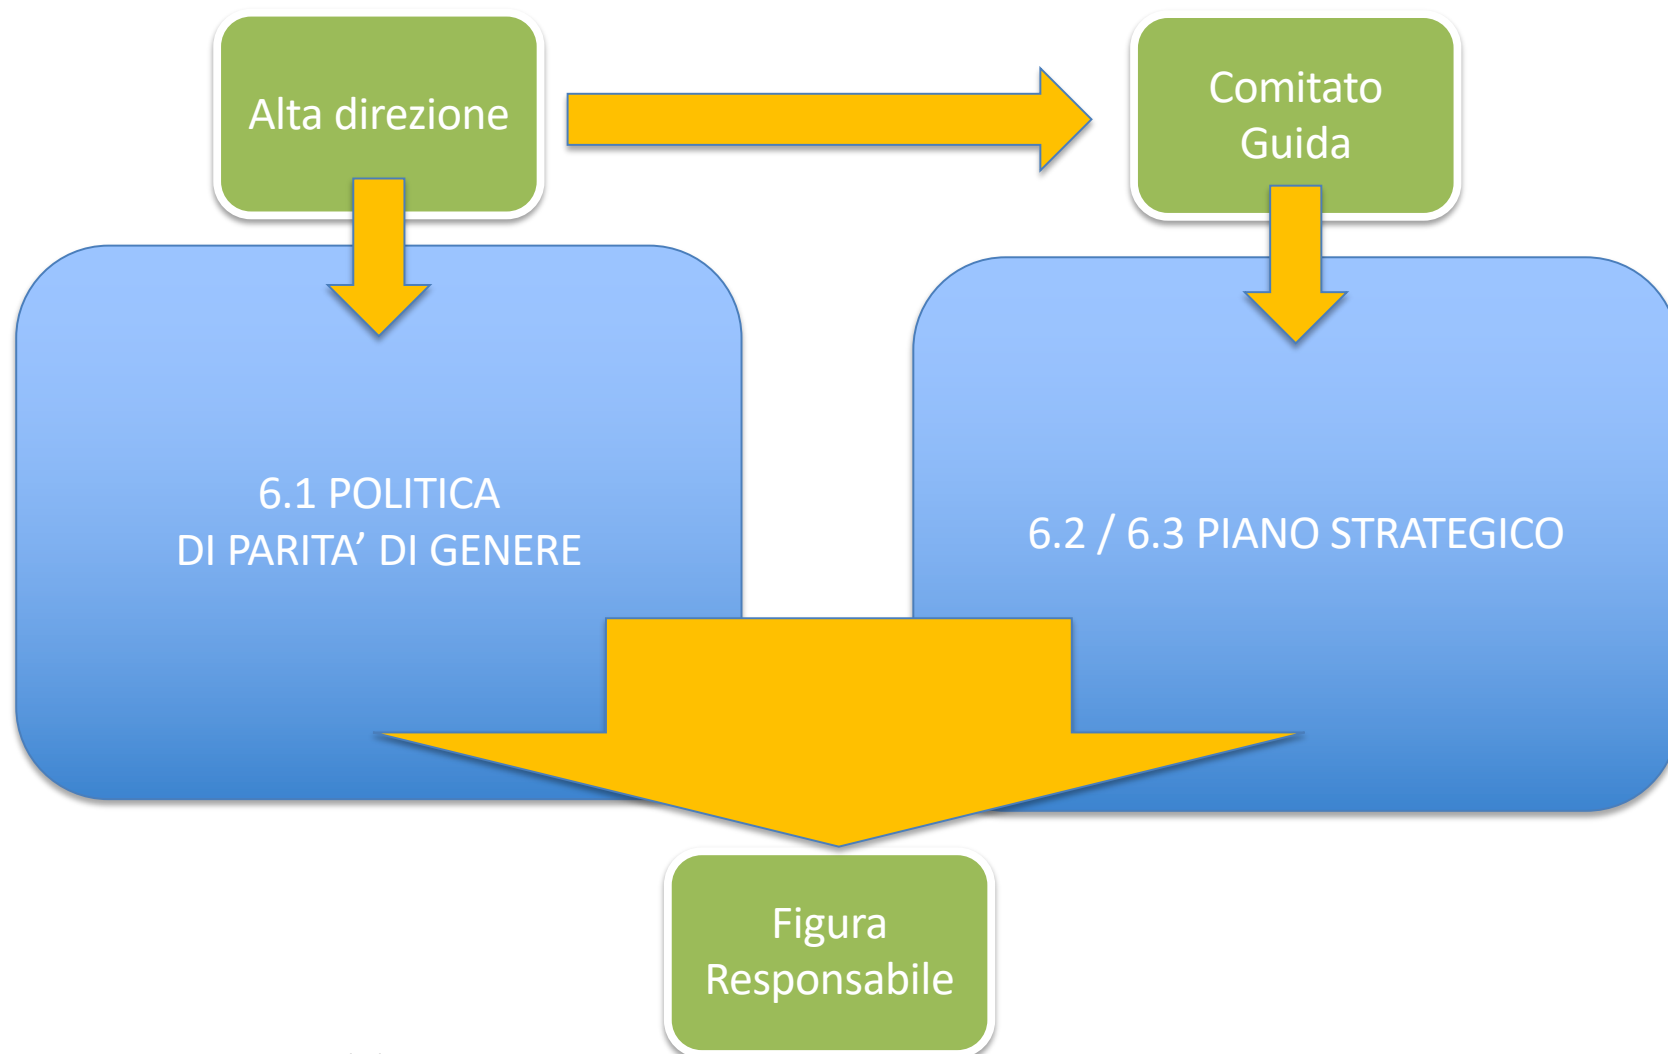 Alta direzione
Comitato
Guida
6.1 POLITICA
DI PARITA’ DI GENERE
6.2 / 6.3 PIANO STRATEGICO
Figura
Responsabile